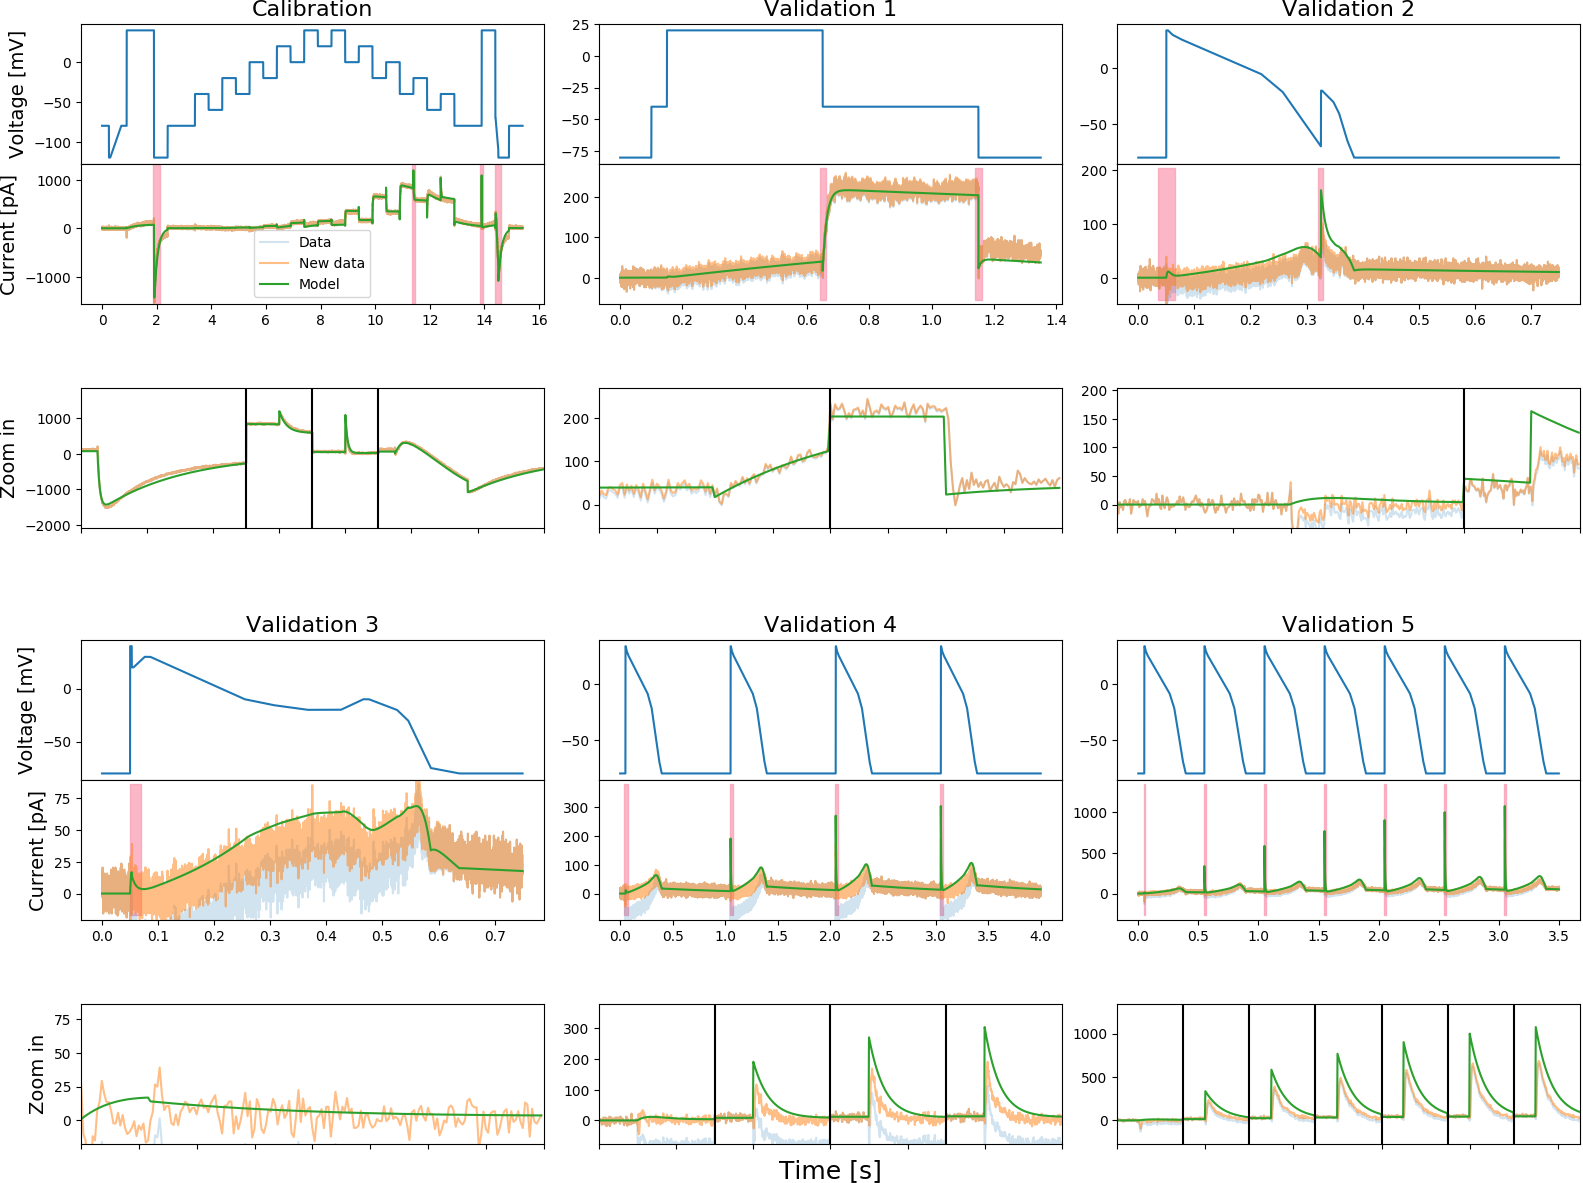 Calibration
Validation 1
Validation 2
Voltage [mV]
0
−50
−100
25
0
−25
−50
−75
0
−50
Current [pA]
1000
0
−1000
Data
New data
Model
200
100
0
200
100
0
0 2 4 6 8 10 12 14 16
0.0 0.2 0.4 0.6 0.8 1.0 1.2 1.4
0.0 0.1 0.2 0.3 0.4 0.5 0.6 0.7
Zoom in
1000
0
−1000
−2000
200
100
0
200
150
100
50
0
Validation 3
Validation 4
Validation 5
Voltage [mV]
0
−50
0
−50
0
−50
Current [pA]
75
50
25
0
300
200
100
0
1000
500
0
0.0 0.1 0.2 0.3 0.4 0.5 0.6 0.7
0.0 0.5 1.0 1.5 2.0 2.5 3.0 3.5 4.0
0.0 0.5 1.0 1.5 2.0 2.5 3.0 3.5
Zoom in
75
50
25
0
300
200
100
0
1000
500
0
Time [s]